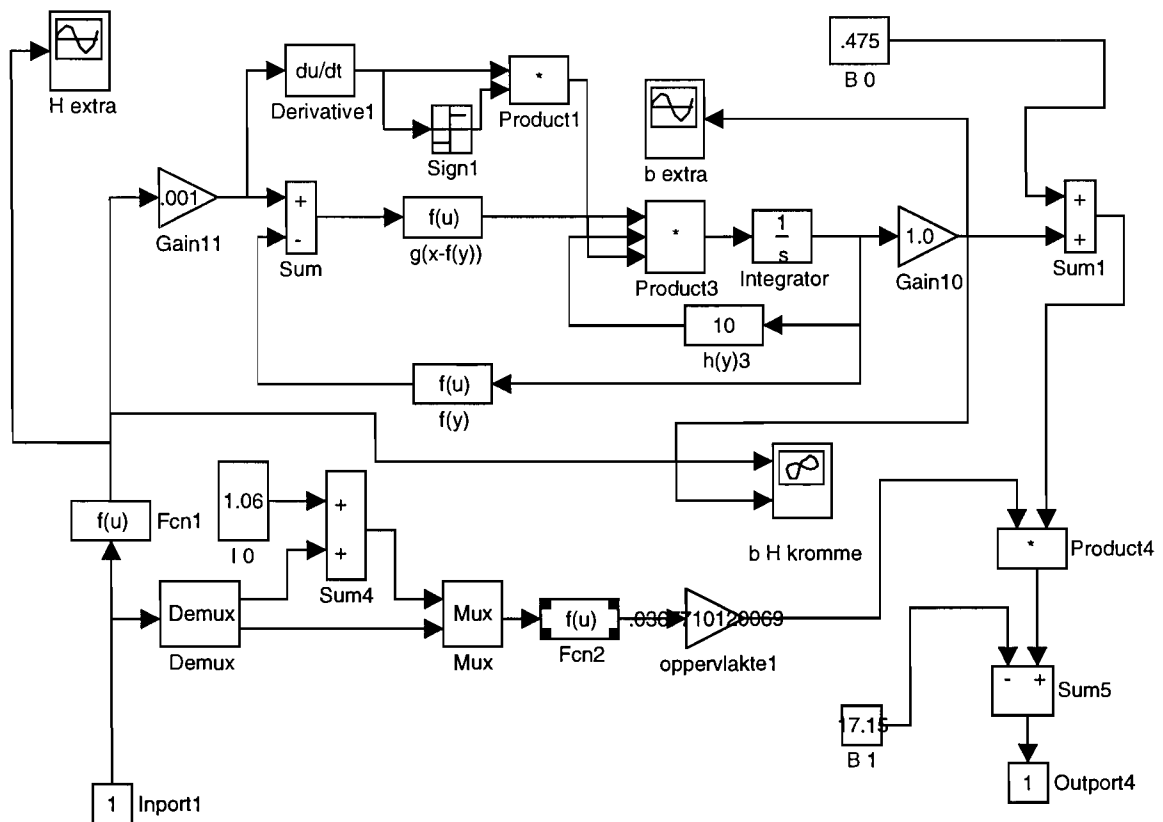 H extra
du/dt
Derivative1
*
Product1
Sign1
b extra
.475
B 0
.001
Gain11
+
-
Sum
f(u)
g(x-f(y))
*
Product3
1
s
Integrator
1.0
Gain10
+
+
Sum1
10
h(y)3
f(u)
f(y)
f(u)
Fcn1
1.06
I 0
+
+
Sum4
b H kromme
*
Product4
Demux
Demux
Mux
Mux
f(u)
Fcn2
oppervlakte1
- +
Sum5
17.15
B 1
1
Inport1
1
Outport4